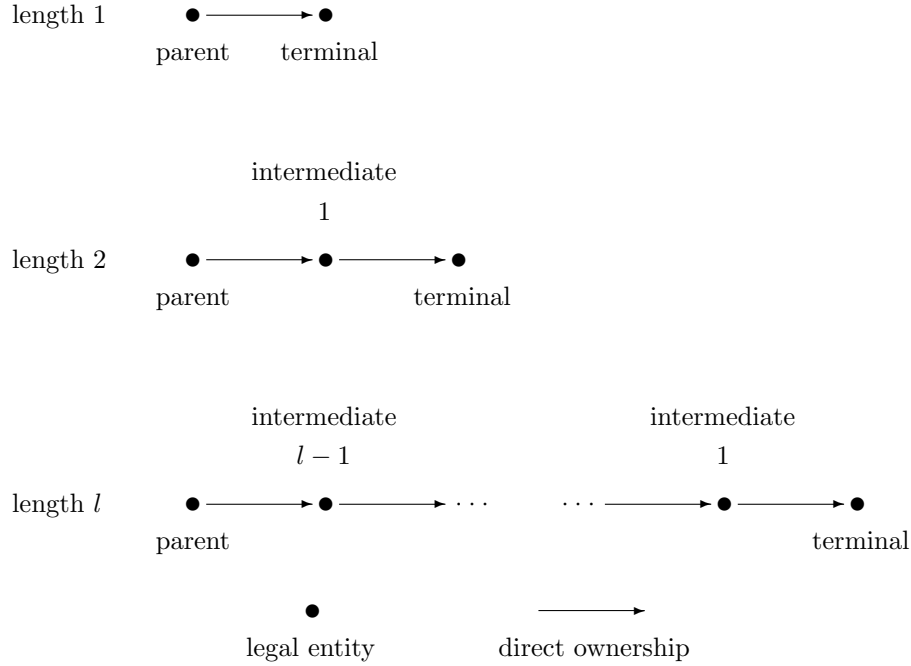 length 1
parent terminal
intermediate
1
length 2
parent terminal
intermediate intermediate
l − 1 1
length l · · · · · ·
parent terminal
legal entity direct ownership